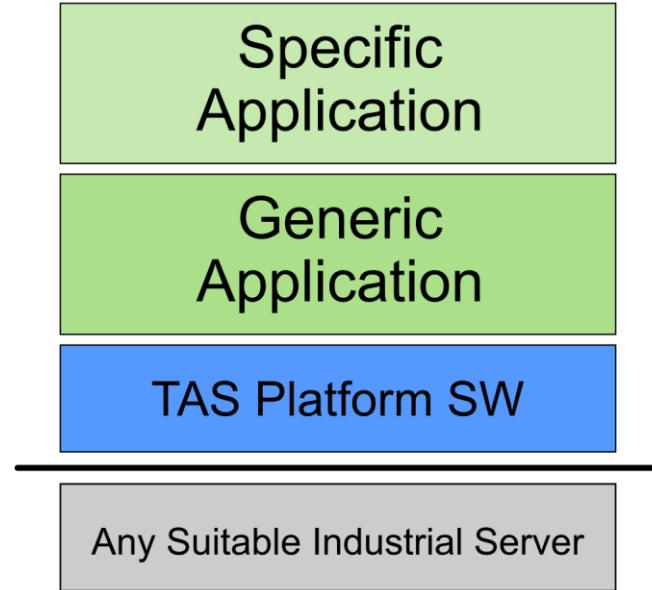 Specific
Application
Generic
Application
TAS Platform SW
Any Suitable Industrial Server